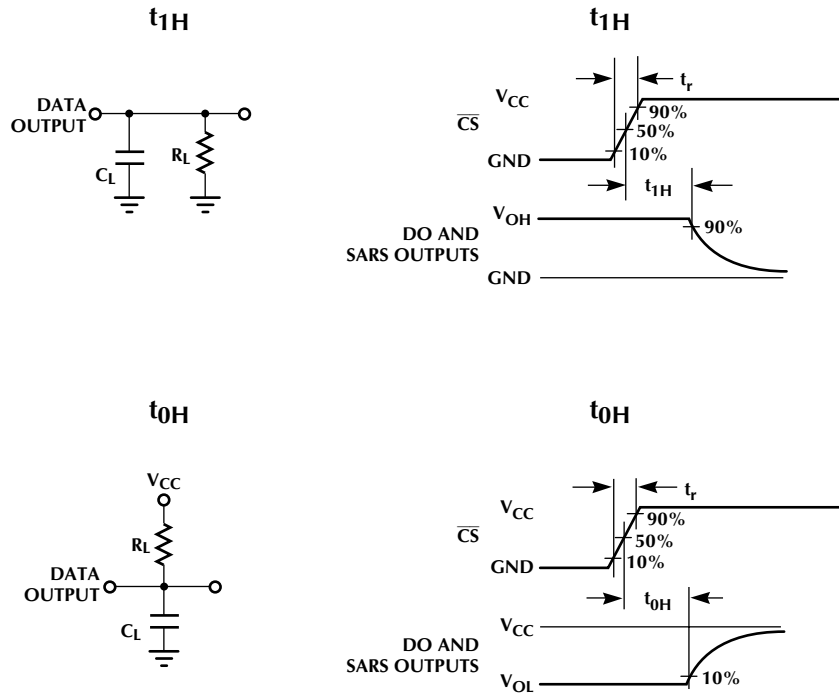 t1H
t1H
DATA
OUTPUT
CL
RL
tr
VCC
90%
CS
50%
10%
GND
t1H
VOH
90%
DO AND
SARS OUTPUTS
GND
t0H
t0H
VCC
RL
DATA
OUTPUT
CL
tr
VCC
90%
CS
50%
10%
GND
t0H
VCC
DO AND
SARS OUTPUTS
10%
VOL